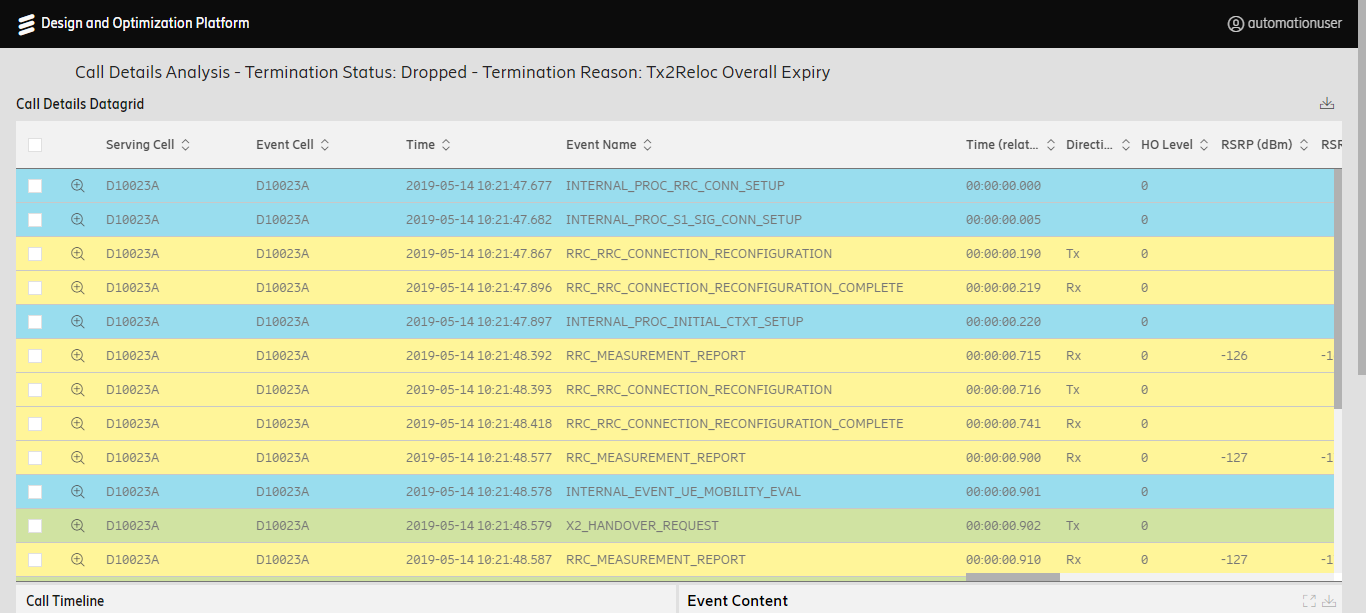 Design and Optimization Platform automationuser
Call Details Analysis - Termination Status: Dropped - Termination Reason: Tx2Reloc Overall Expiry
Call Details Datagrid
Serving Cell Event Cell Time Event Name Time (relat... Directi... HO Level RSRP (dBm) RSR
D10023A D10023A 2019-05-14 10:21:47.677 INTERNAL_PROC_RRC_CONN_SETUP 00:00:00.000 0
D10023A D10023A 2019-05-14 10:21:47.682 INTERNAL_PROC_S1_SIG_CONN_SETUP 00:00:00.005 0
D10023A D10023A 2019-05-14 10:21:47.867 RRC_RRC_CONNECTION_RECONFIGURATION 00:00:00.190 Tx 0
D10023A D10023A 2019-05-14 10:21:47.896 RRC_RRC_CONNECTION_RECONFIGURATION_COMPLETE 00:00:00.219 Rx 0
D10023A D10023A 2019-05-14 10:21:47.897 INTERNAL_PROC_INITIAL_CTXT_SETUP 00:00:00.220 0
D10023A D10023A 2019-05-14 10:21:48.392 RRC_MEASUREMENT_REPORT 00:00:00.715 Rx 0 -126 -1
D10023A D10023A 2019-05-14 10:21:48.393 RRC_RRC_CONNECTION_RECONFIGURATION 00:00:00.716 Tx 0
D10023A D10023A 2019-05-14 10:21:48.418 RRC_RRC_CONNECTION_RECONFIGURATION_COMPLETE 00:00:00.741 Rx 0
D10023A D10023A 2019-05-14 10:21:48.577 RRC_MEASUREMENT_REPORT 00:00:00.900 Rx 0 -127 -1
D10023A D10023A 2019-05-14 10:21:48.578 INTERNAL_EVENT_UE_MOBILITY_EVAL 00:00:00.901 0
D10023A D10023A 2019-05-14 10:21:48.579 X2_HANDOVER_REQUEST 00:00:00.902 Tx 0
D10023A D10023A 2019-05-14 10:21:48.587 RRC_MEASUREMENT_REPORT 00:00:00.910 Rx 0 -127 -1
Call Timeline Event Content